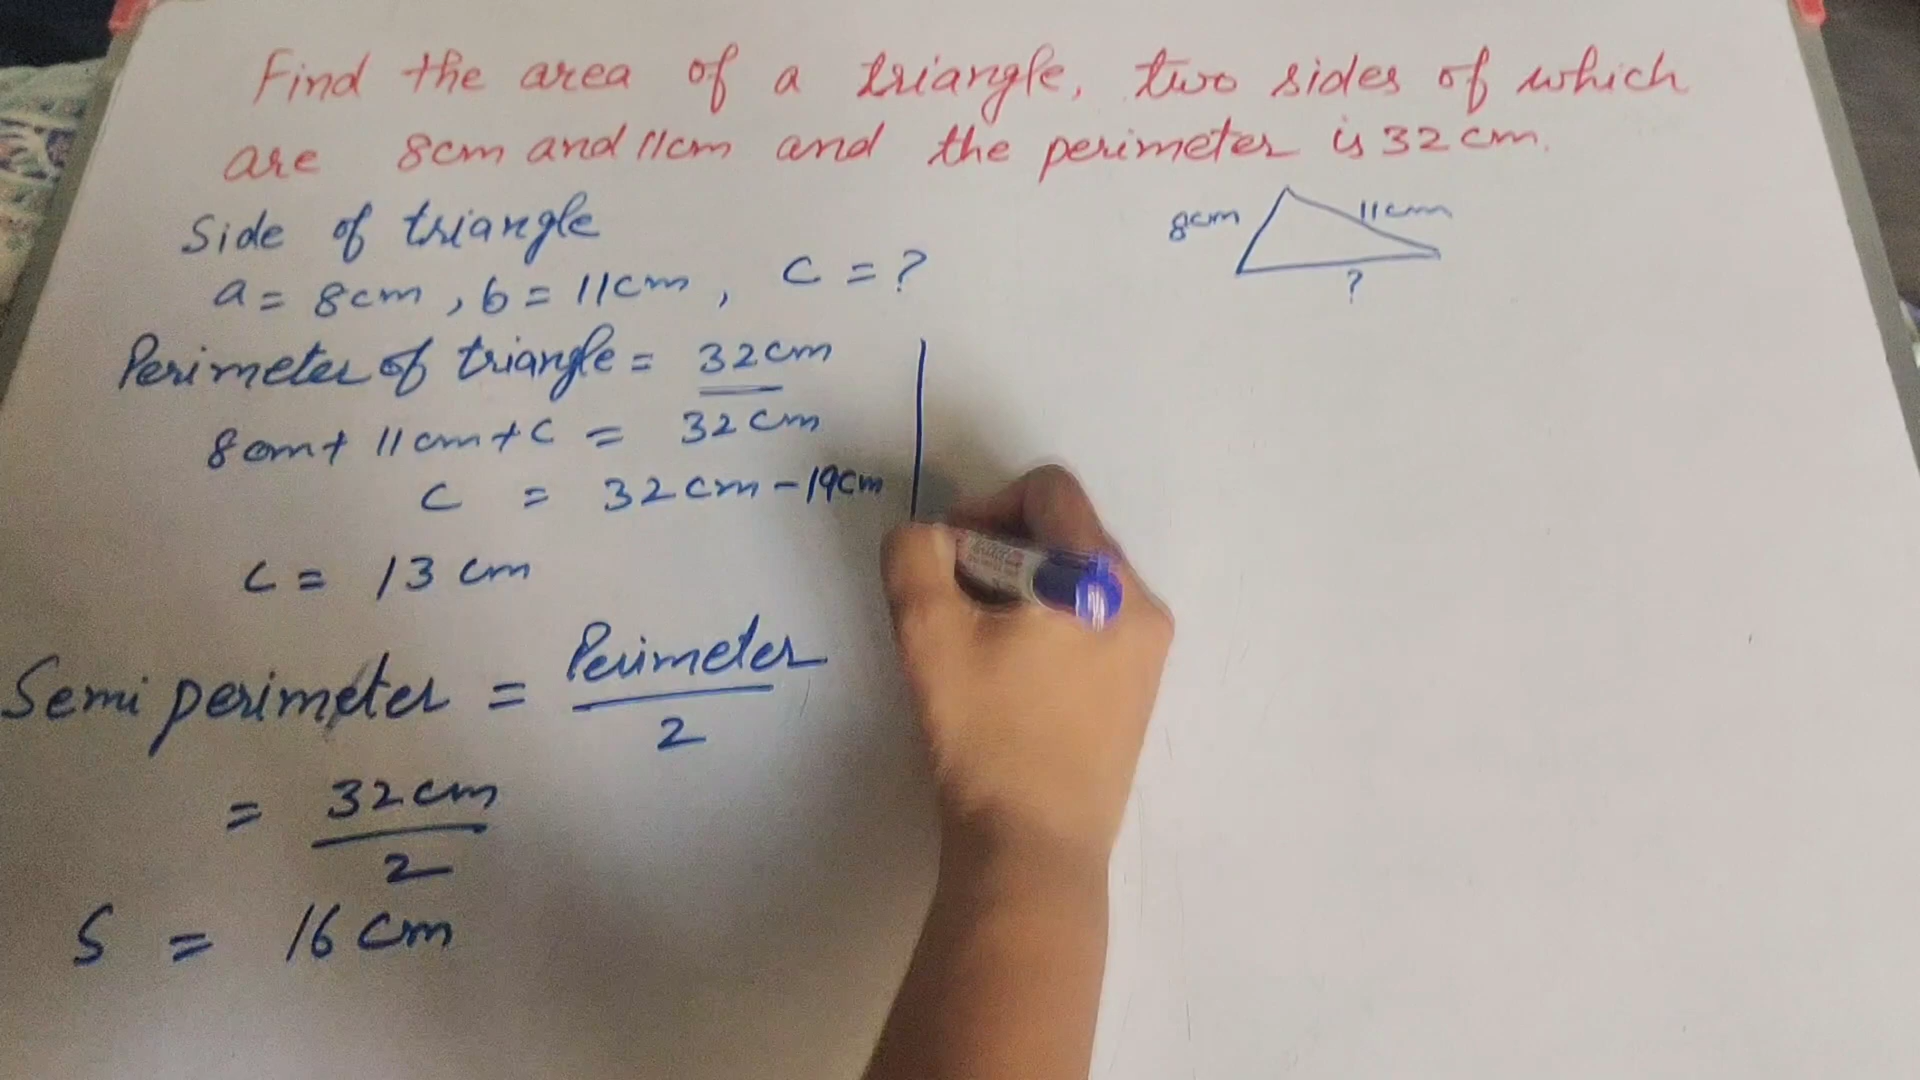 Find the area of a triangle, two sides of which
are 8cm and 11cm and the perimeter is 32 cm.
Side of triangle
a = 8cm, b = 11cm, c = ?
8cm
11cm
?
Perimeter of triangle = 32cm
8cm + 11cm + c = 32cm
c = 32cm - 19cm
c = 13 cm
Semi perimeter = Perimeter
2
= 32cm
2
S = 16 cm